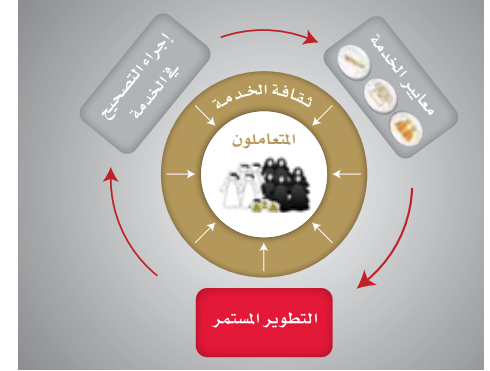 معايير الخدمة
إجراء التصحيح
في الخدمة
ثقافة الخدمة
المتعاملون
التطوير المستمر